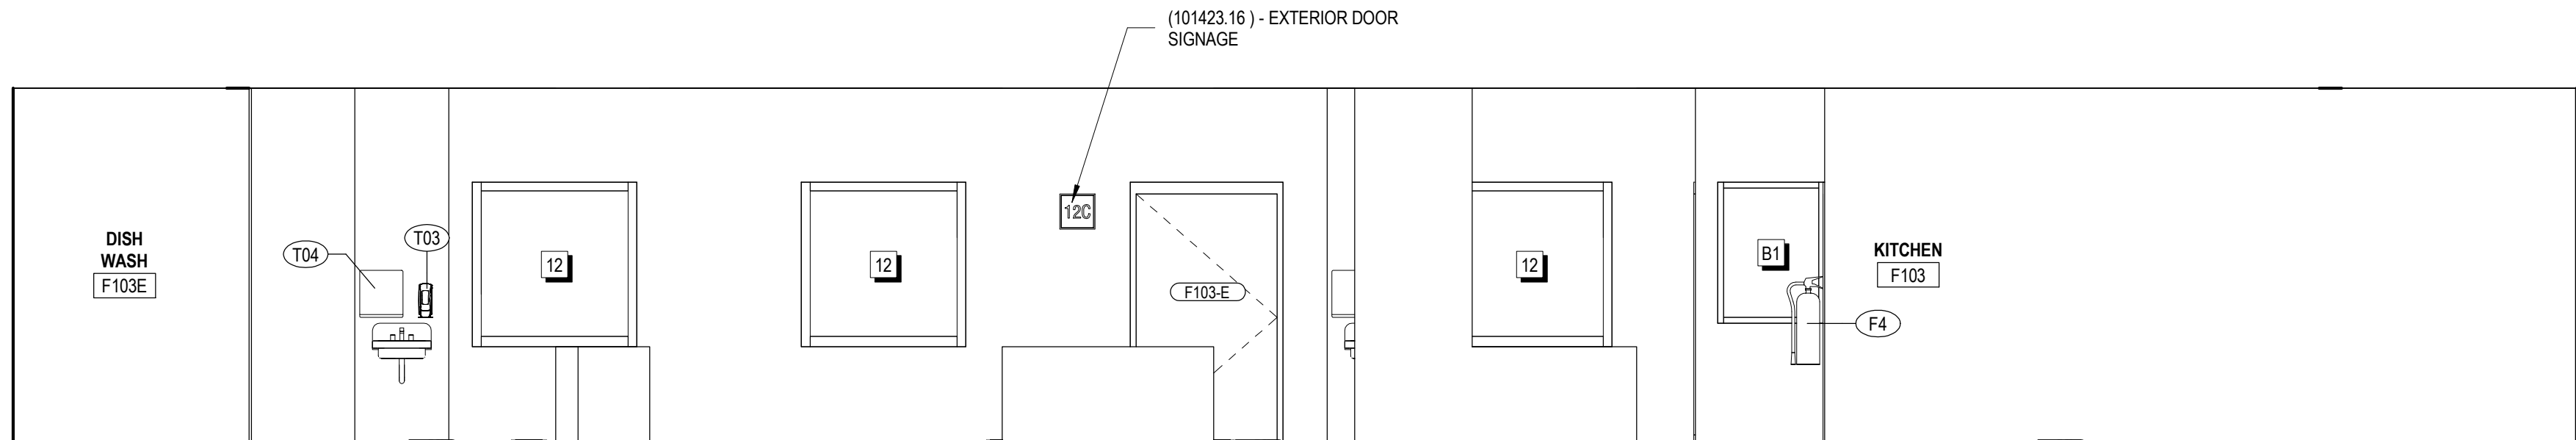 (101423.16 ) - EXTERIOR DOOR
SIGNAGE
12C
DISH
WASH
F103E
T04
T03
12
12
F103-E
12
B1
KITCHEN
F103
F4